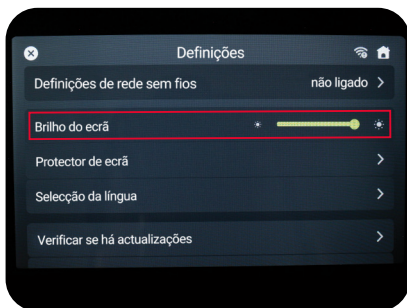 Definições
Definições de rede sem fios não ligado
Brilho do ecrã
Protector de ecrã
Selecção da língua
Verificar se há actualizações